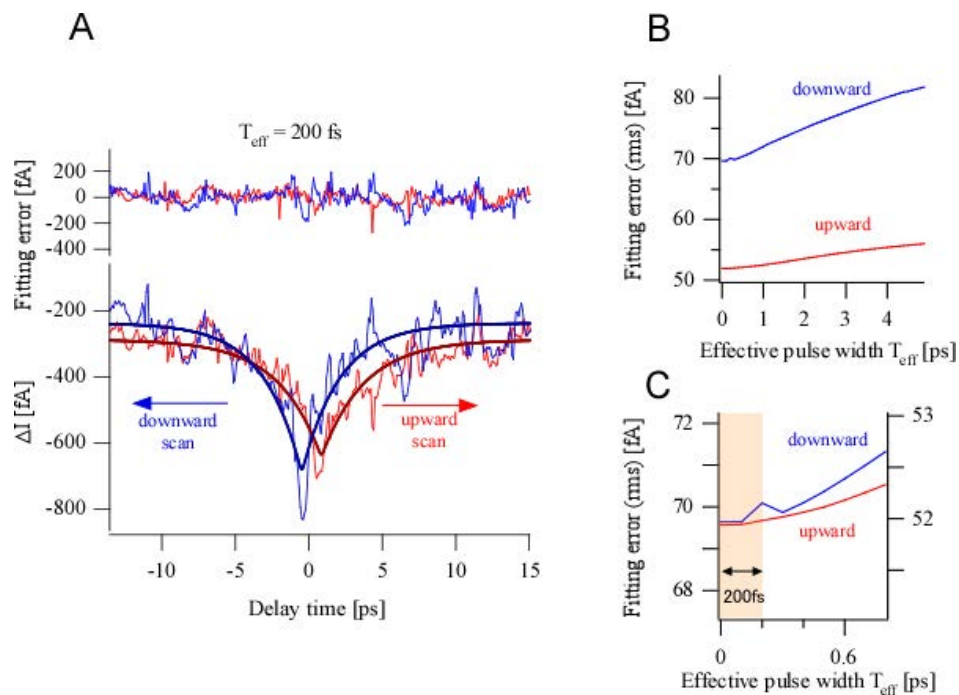 A
T_eff = 200 fs
Fitting error [fA]
200
0
-200
-400
ΔI [fA]
-200
-400
-600
-800
downward
scan
upward
scan
-10
-5
0
5
10
15
Delay time [ps]
B
Fitting error (rms) [fA]
80
70
60
50
downward
upward
0
1
2
3
4
Effective pulse width T_eff [ps]
C
Fitting error (rms) [fA]
72
70
68
53
52
downward
upward
200fs
0
0.6
Effective pulse width T_eff [ps]